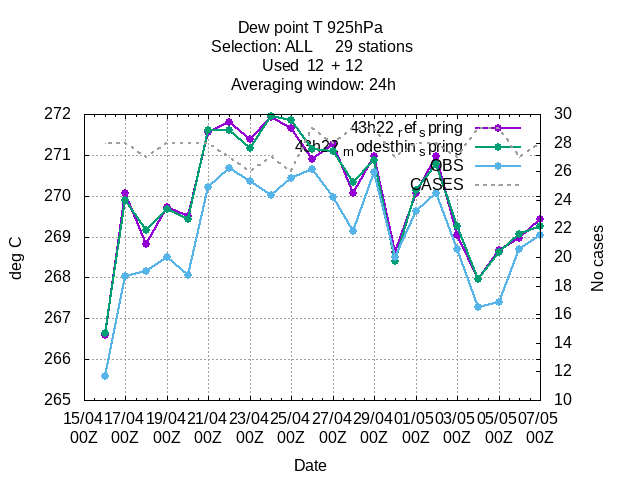 Dew point T 925hPa
Selection: ALL 29 stations
Used 12 + 12
Averaging window: 24h
272
271
270
269
268
267
266
265
30
28
26
24
22
20
18
16
14
12
10
deg C
No cases
43h22_ref_spring
43h22_modesthin_spring
OBS
CASES
15/04 17/04 19/04 21/04 23/04 25/04 27/04 29/04 01/05 03/05 05/05 07/05
00Z 00Z 00Z 00Z 00Z 00Z 00Z 00Z 00Z 00Z 00Z 00Z
Date